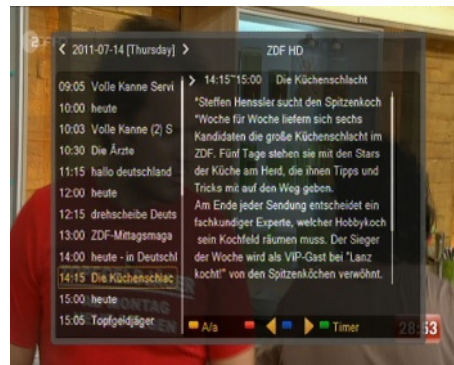 2011-07-14 [Thursday]
ZDF HD
09:05 Volle Kanne Servi
10:00 heute
10:03 Volle Kanne (2) S
10:30 Die Ärzte
11:15 hallo deutschland
12:00 heute
12:15 drehscheibe Deuts
13:00 ZDF-Mittagsmaga
14:00 heute - in Deutschl
14:15 Die Küchenschlac
15:00 heute
15:05 Topfgeldjäger
14:15~15:00 Die Küchenschlacht
"Steffen Henssler sucht den Spitzenkoch
"Woche für Woche liefern sich sechs
Kandidaten die große Küchenschlacht im
ZDF. Fünf Tage stehen sie mit den Stars
der Küche am Herd, die ihnen Tipps und
Tricks mit auf den Weg geben.
Am Ende jeder Sendung entscheidet ein
fachkundiger Experte, welcher Hobbykoch
sein Kochfeld räumen muss. Der Sieger
der Woche wird als VIP-Gast bei "Lanz
kocht!" von den Spitzenköchen verwöhnt.
A/a
Timer
28:53